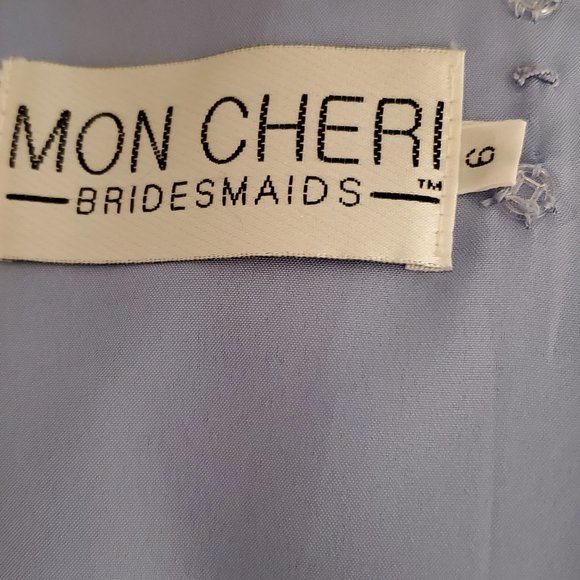 MON CHERI
BRIDESMAIDS ™
6